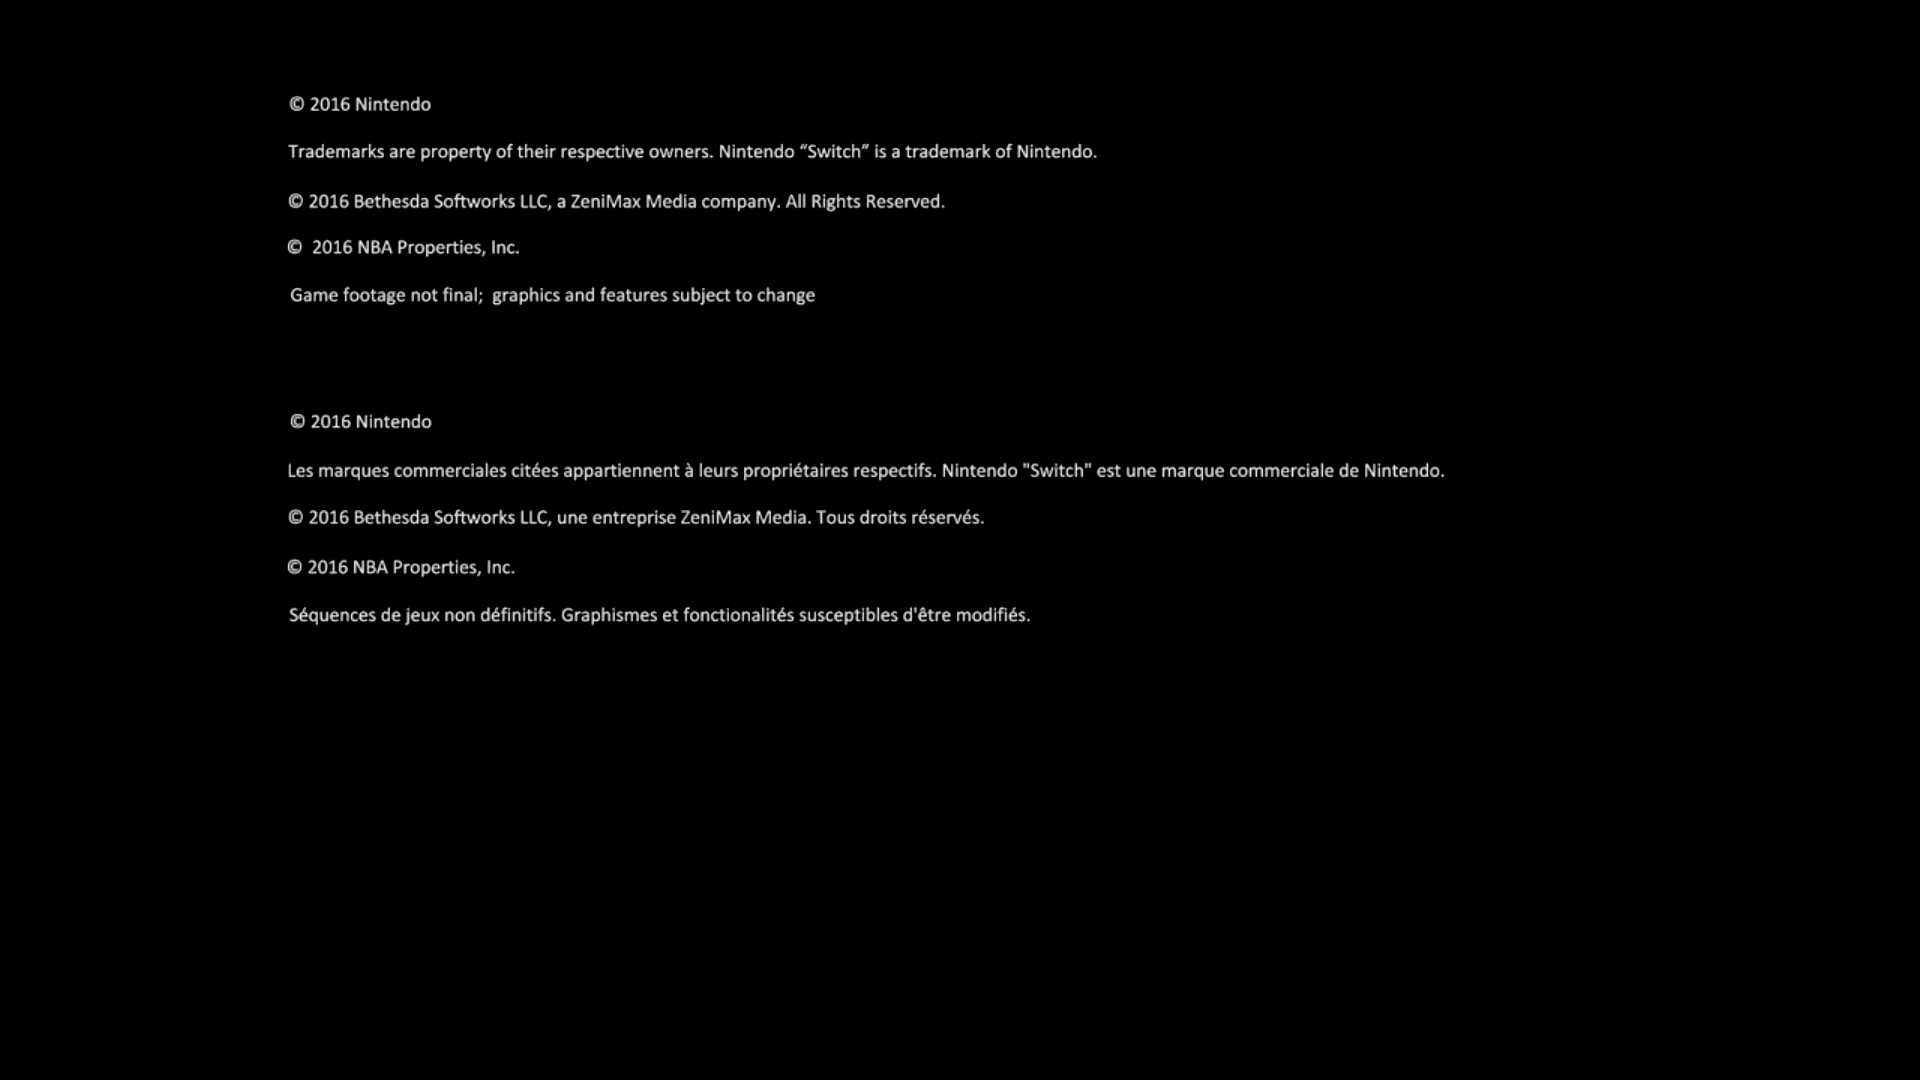 © 2016 Nintendo
Trademarks are property of their respective owners. Nintendo “Switch” is a trademark of Nintendo.
© 2016 Bethesda Softworks LLC, a ZeniMax Media company. All Rights Reserved.
©  2016 NBA Properties, Inc.
Game footage not final;  graphics and features subject to change
© 2016 Nintendo
Les marques commerciales citées appartiennent à leurs propriétaires respectifs. Nintendo "Switch" est une marque commerciale de Nintendo.
© 2016 Bethesda Softworks LLC, une entreprise ZeniMax Media. Tous droits réservés.
© 2016 NBA Properties, Inc.
Séquences de jeux non définitifs. Graphismes et fonctionalités susceptibles d'être modifiés.